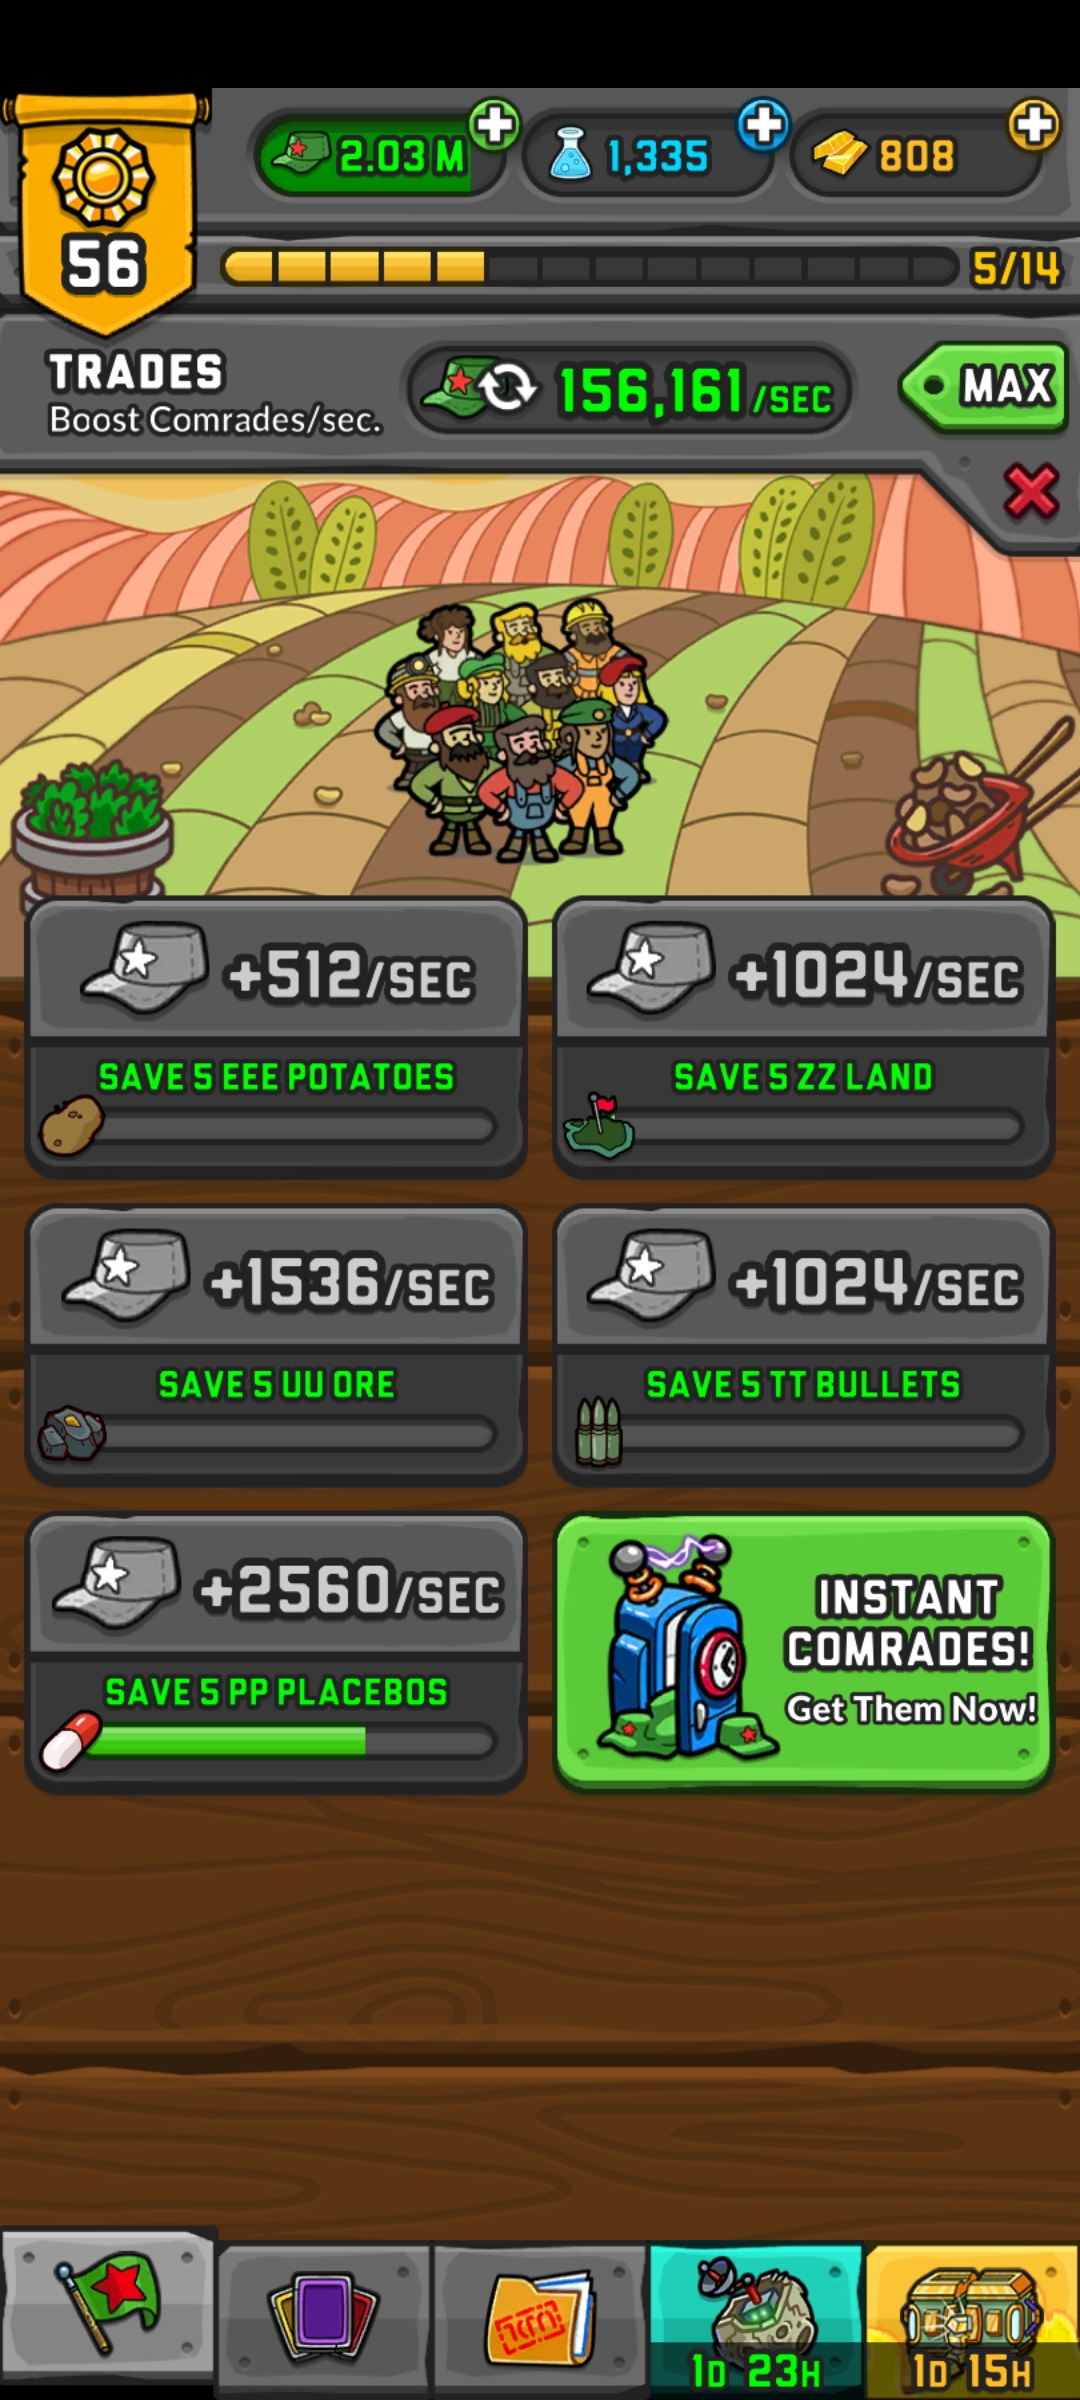 2.03 M
1,335
808
56
5/14
TRADES
Boost Comrades/sec.
156,161/SEC
MAX
+512/SEC
SAVE 5 EEE POTATOES
+1024/SEC
SAVE 5 ZZ LAND
+1536/SEC
SAVE 5 UU ORE
+1024/SEC
SAVE 5 TT BULLETS
+2560/SEC
SAVE 5 PP PLACEBOS
INSTANT
COMRADES!
Get Them Now!
1D 23H
1D 15H